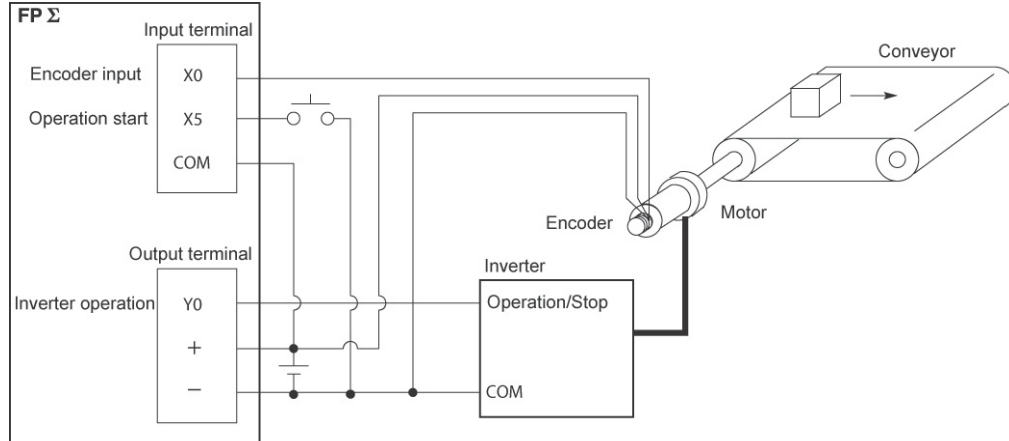 FP Σ
Input terminal
Encoder input
X0
Operation start
X5
COM
Output terminal
Inverter operation
Y0
+
−
Inverter
Operation/Stop
COM
Encoder
Motor
Conveyor